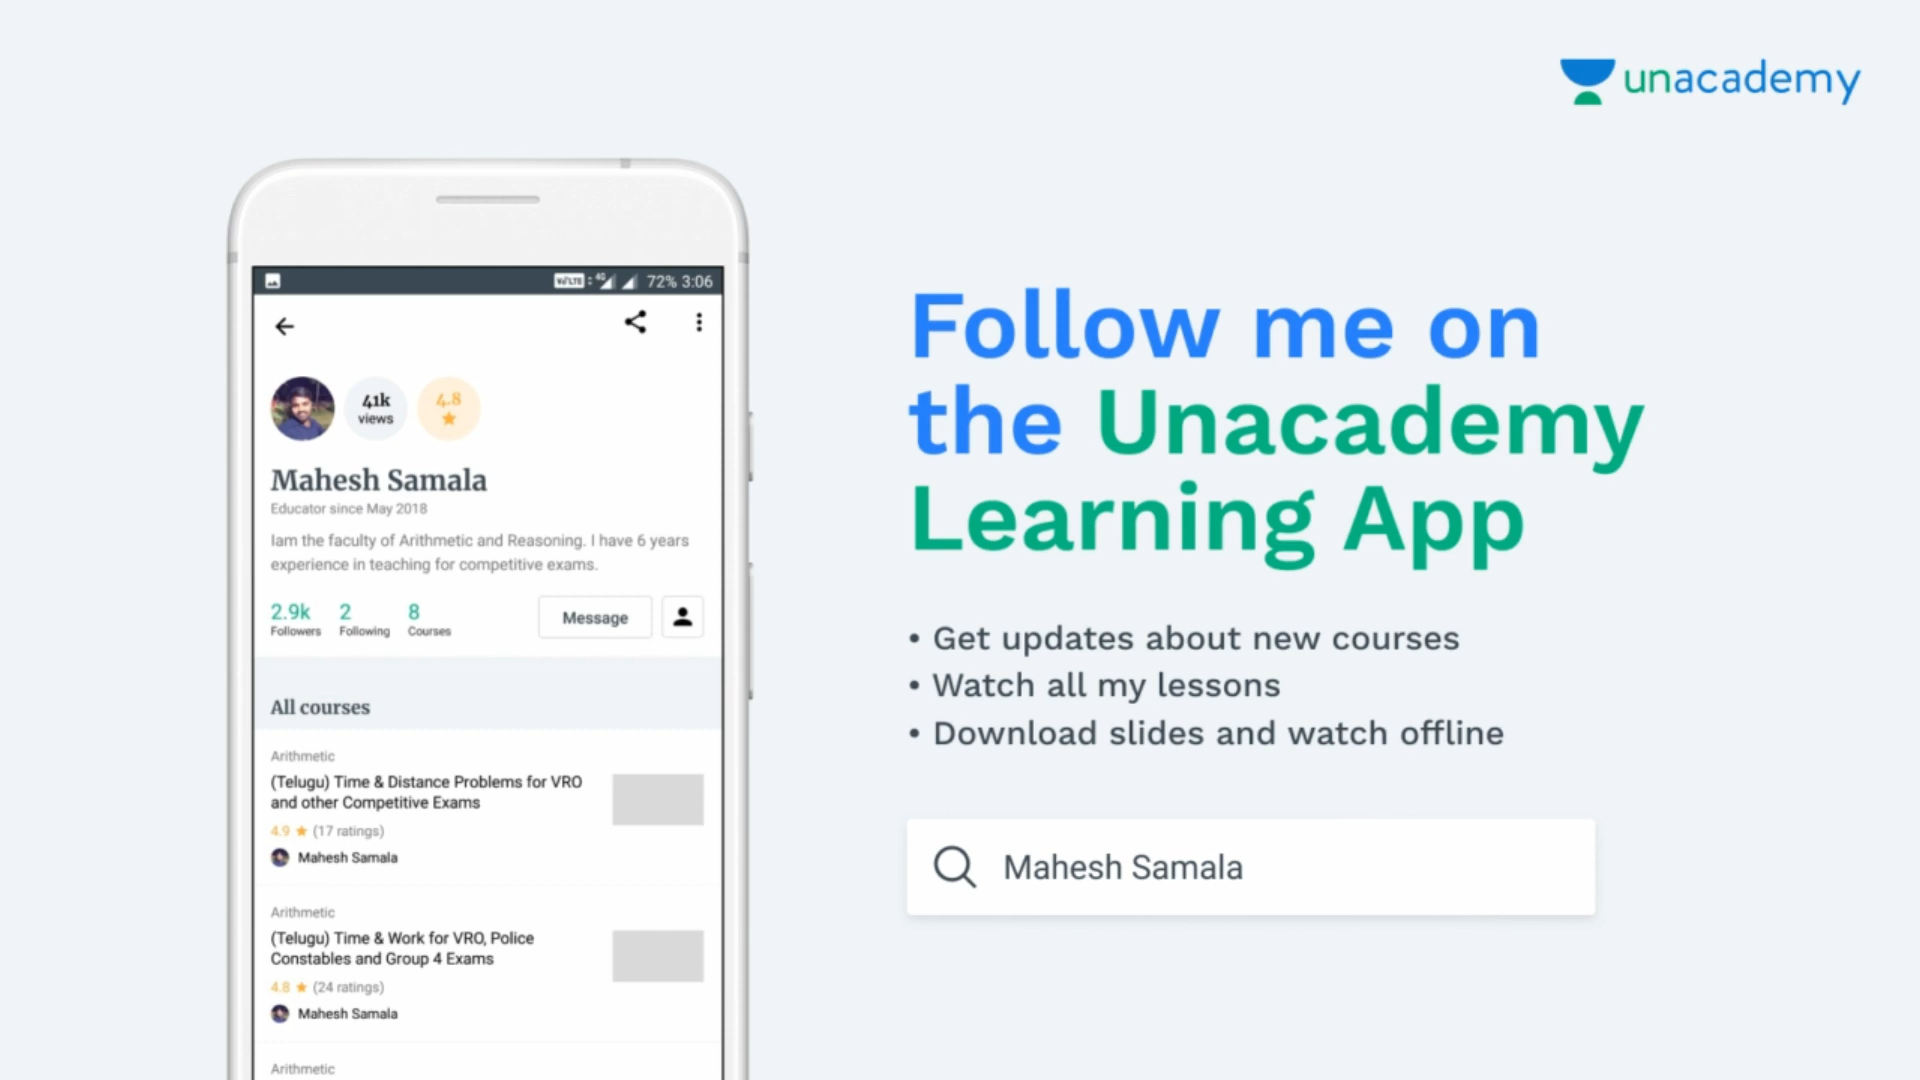 unacademy
VoLTE 4G 72% 3:06
41k
views
4.8
Mahesh Samala
Educator since May 2018
Iam the faculty of Arithmetic and Reasoning. I have 6 years
experience in teaching for competitive exams.
2.9k 2 8
Followers Following Courses
Message
All courses
Arithmetic
(Telugu) Time & Distance Problems for VRO
and other Competitive Exams
4.9 ★ (17 ratings)
Mahesh Samala
Arithmetic
(Telugu) Time & Work for VRO, Police
Constables and Group 4 Exams
4.8 ★ (24 ratings)
Mahesh Samala
Arithmetic
Follow me on
the Unacademy
Learning App
• Get updates about new courses
• Watch all my lessons
• Download slides and watch offline
Mahesh Samala